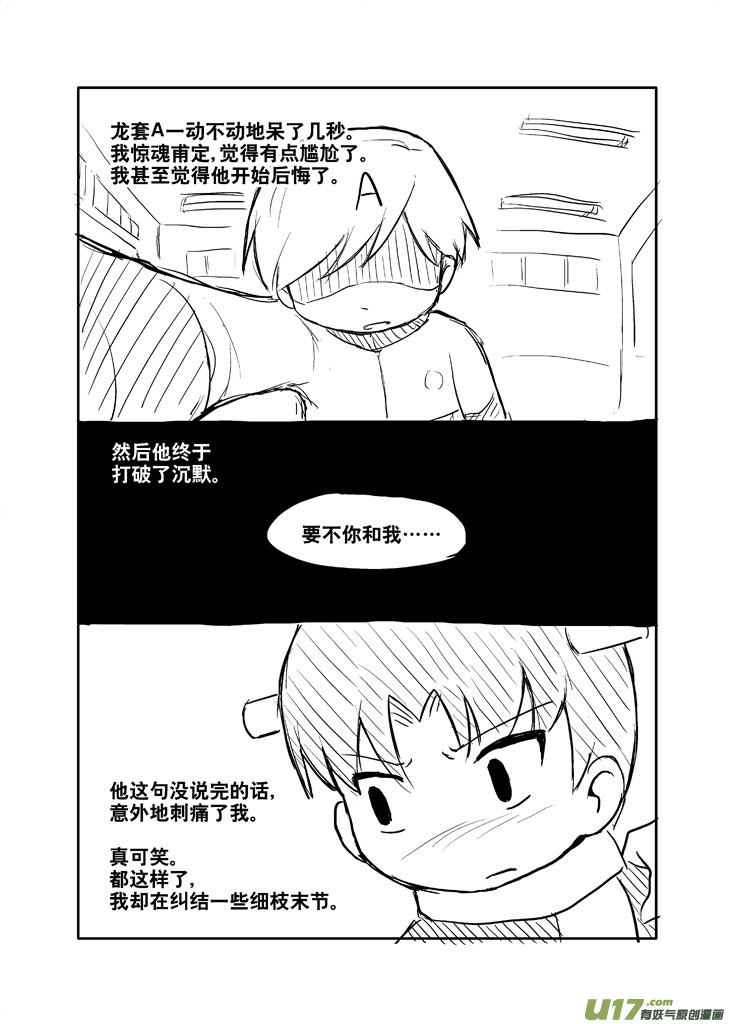 龙套A一动不动地呆了几秒。
我惊魂甫定,觉得有点尴尬了。
我甚至觉得他开始后悔了。
A
然后他终于
打破了沉默。
要不你和我……
他这句没说完的话,
意外地刺痛了我。
真可笑。
都这样了,
我却在纠结一些细枝末节。
U17.com
有妖气原创漫画